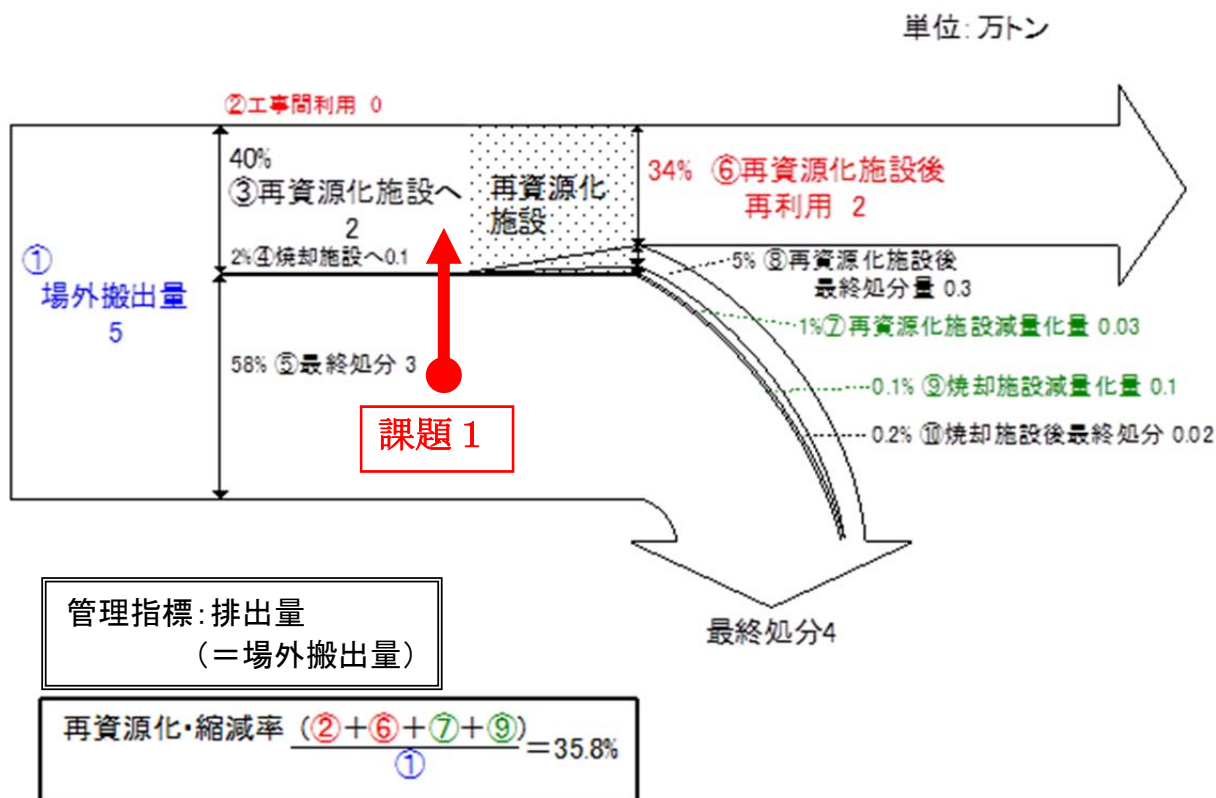 単位：万トン
②工事間利用 0
40%
③再資源化施設へ
2
2%④焼却施設へ0.1
再資源化
施設
34% ⑥再資源化施設後
再利用 2
①
場外搬出量
5
5% ⑧再資源化施設後
最終処分量 0.3
1%⑦再資源化施設減量化量 0.03
58% ⑤最終処分 3
0.1% ⑨焼却施設減量化量 0.1
0.2% ⑩焼却施設後最終処分 0.02
課題１
最終処分4
管理指標：排出量
（＝場外搬出量）
再資源化・縮減率 (②+⑥+⑦+⑨)
①
＝35.8%